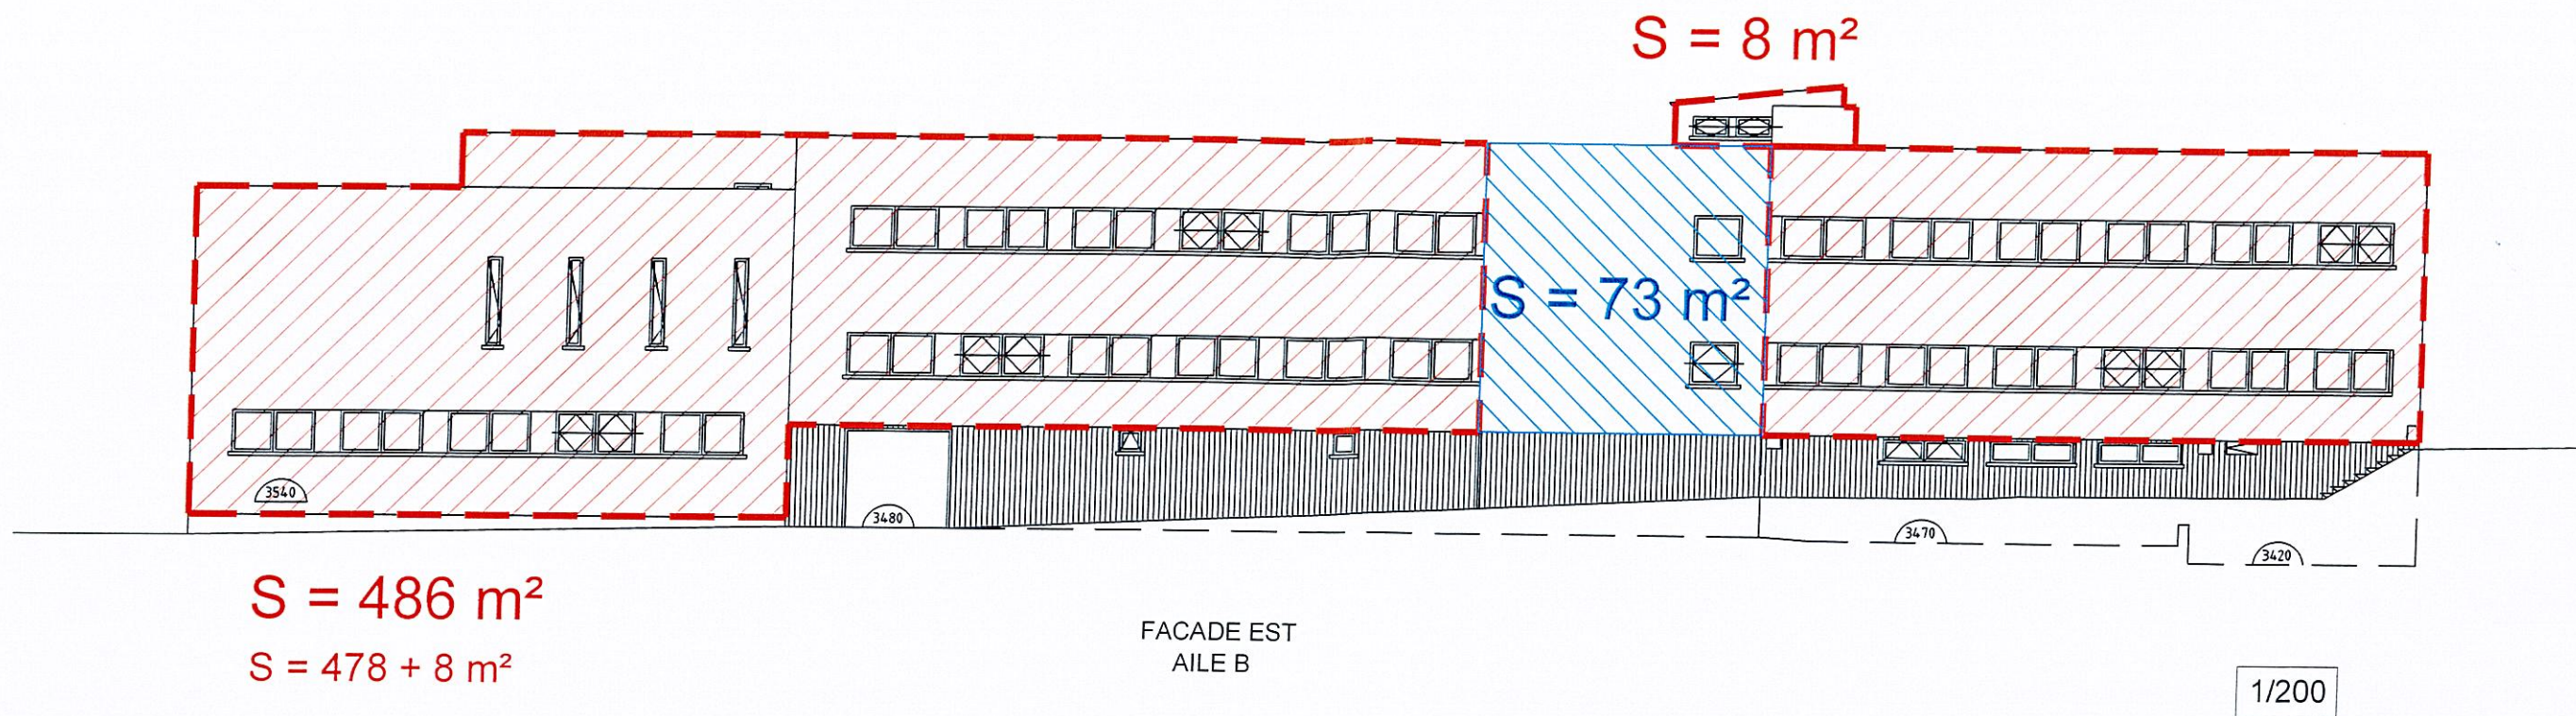 S = 8 m²
S = 73 m²
3540
3480
3470
3420
S = 486 m²
S = 478 + 8 m²
FACADE EST
AILE B
1/200